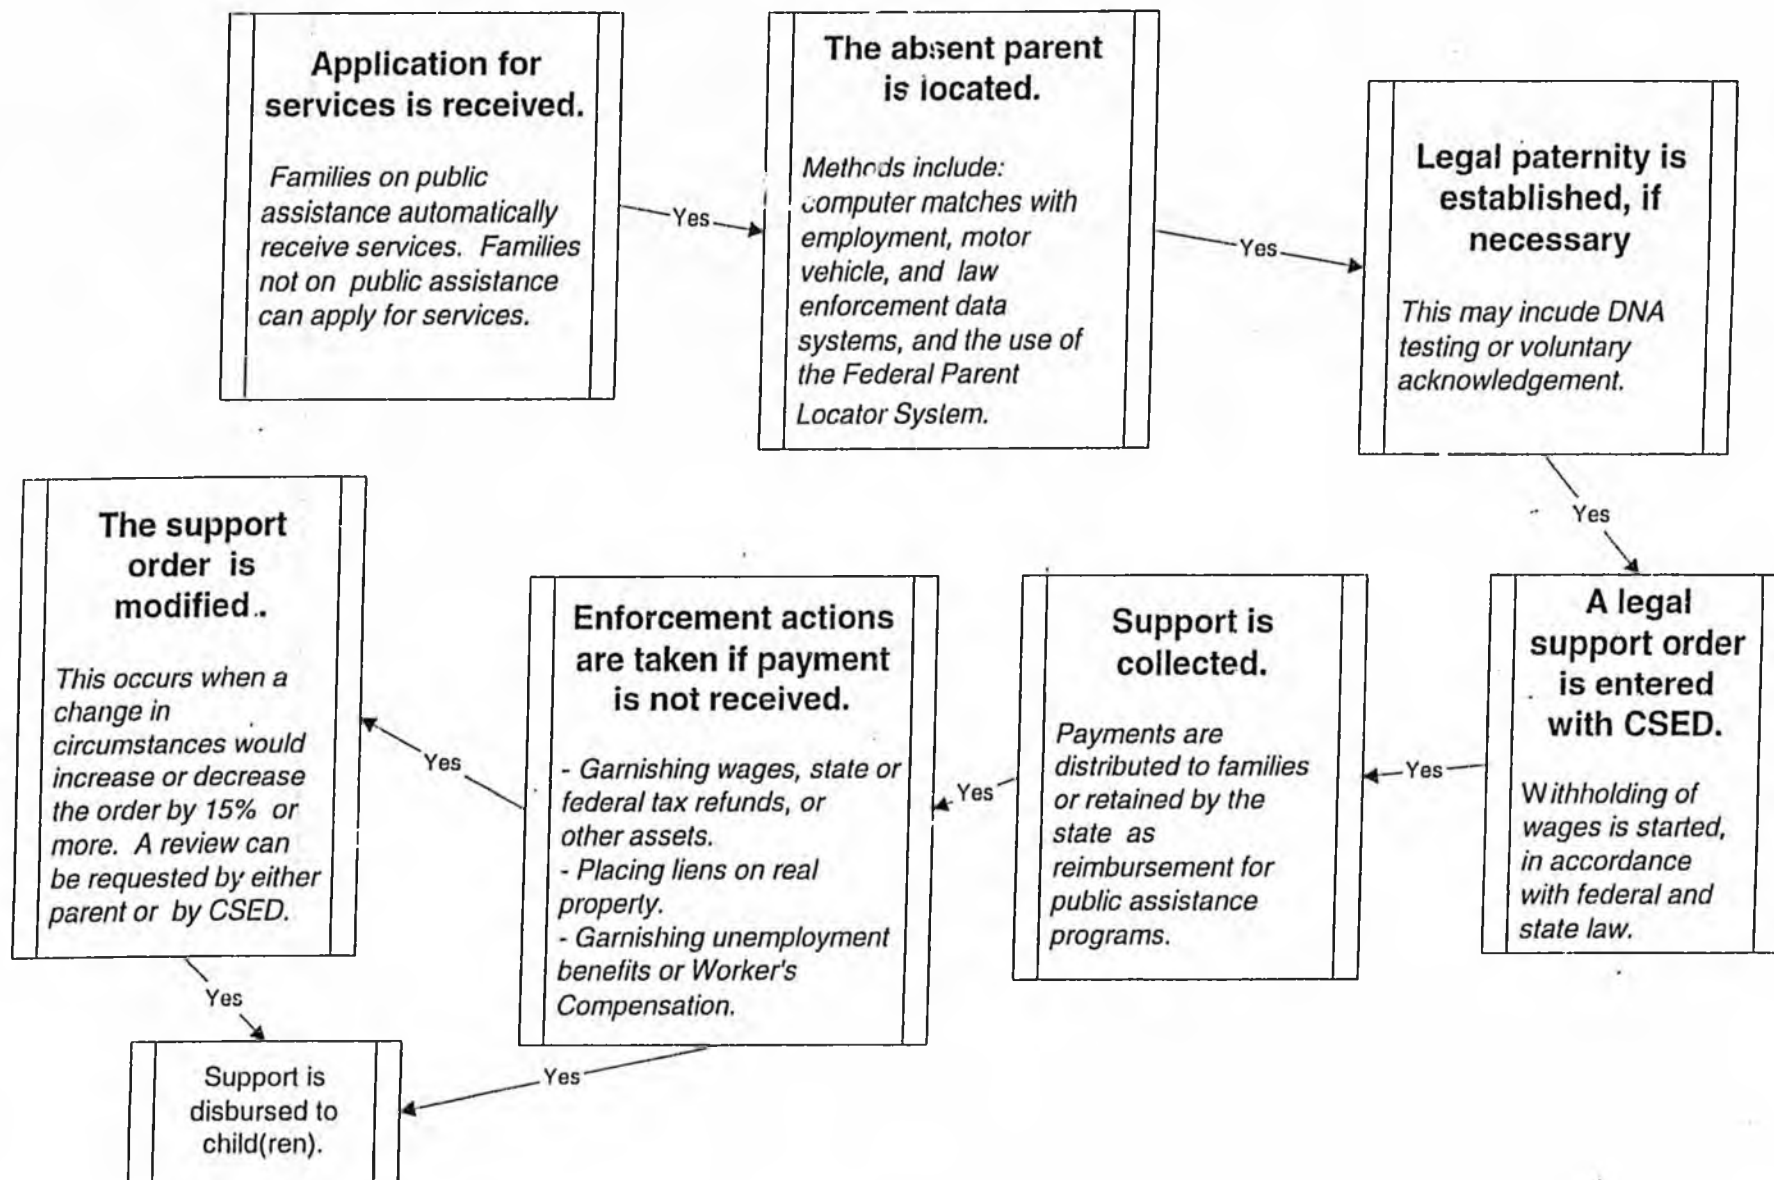 Application for
services is received.
Families on public
assistance automatically
receive services. Families
not on public assistance
can apply for services.
Yes
The absent parent
is located.
Methods include:
computer matches with
employment, motor
vehicle, and law
enforcement data
systems, and the use of
the Federal Parent
Locator System.
Yes
Legal paternity is
established, if
necessary
This may incude DNA
testing or voluntary
acknowledgement.
Yes
A legal
support order
is entered
with CSED.
Withholding of
wages is started,
in accordance
with federal and
state law.
Yes
Support is
collected.
Payments are
distributed to families
or retained by the
state as
reimbursement for
public assistance
programs.
Yes
Enforcement actions
are taken if payment
is not received.
- Garnishing wages, state or
federal tax refunds, or
other assets.
- Placing liens on real
property.
- Garnishing unemployment
benefits or Worker's
Compensation.
Yes
The support
order is
modified..
This occurs when a
change in
circumstances would
increase or decrease
the order by 15% or
more. A review can
be requested by either
parent or by CSED.
Yes
Yes
Support is
disbursed to
child(ren).